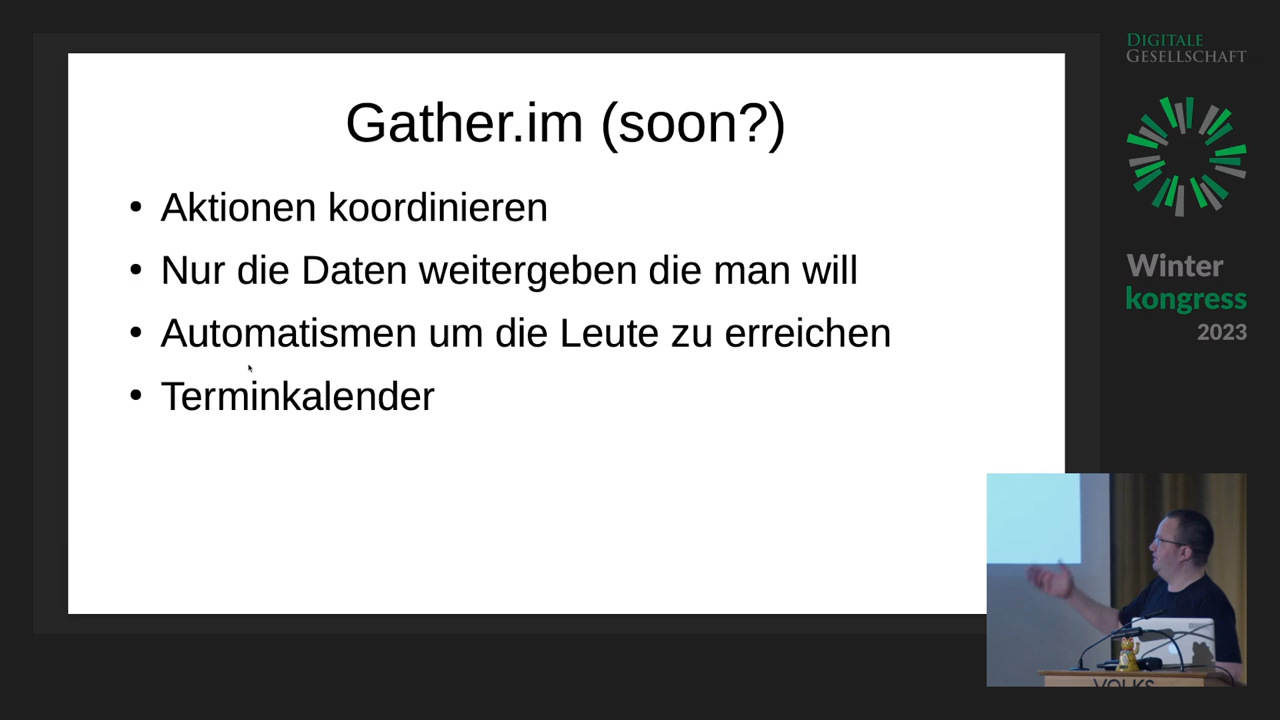 Gather.im (soon?)
• Aktionen koordinieren
• Nur die Daten weitergeben die man will
• Automatismen um die Leute zu erreichen
• Terminkalender
DIGITALE
GESELLSCHAFT
Winter
kongress
2023
VOLKS